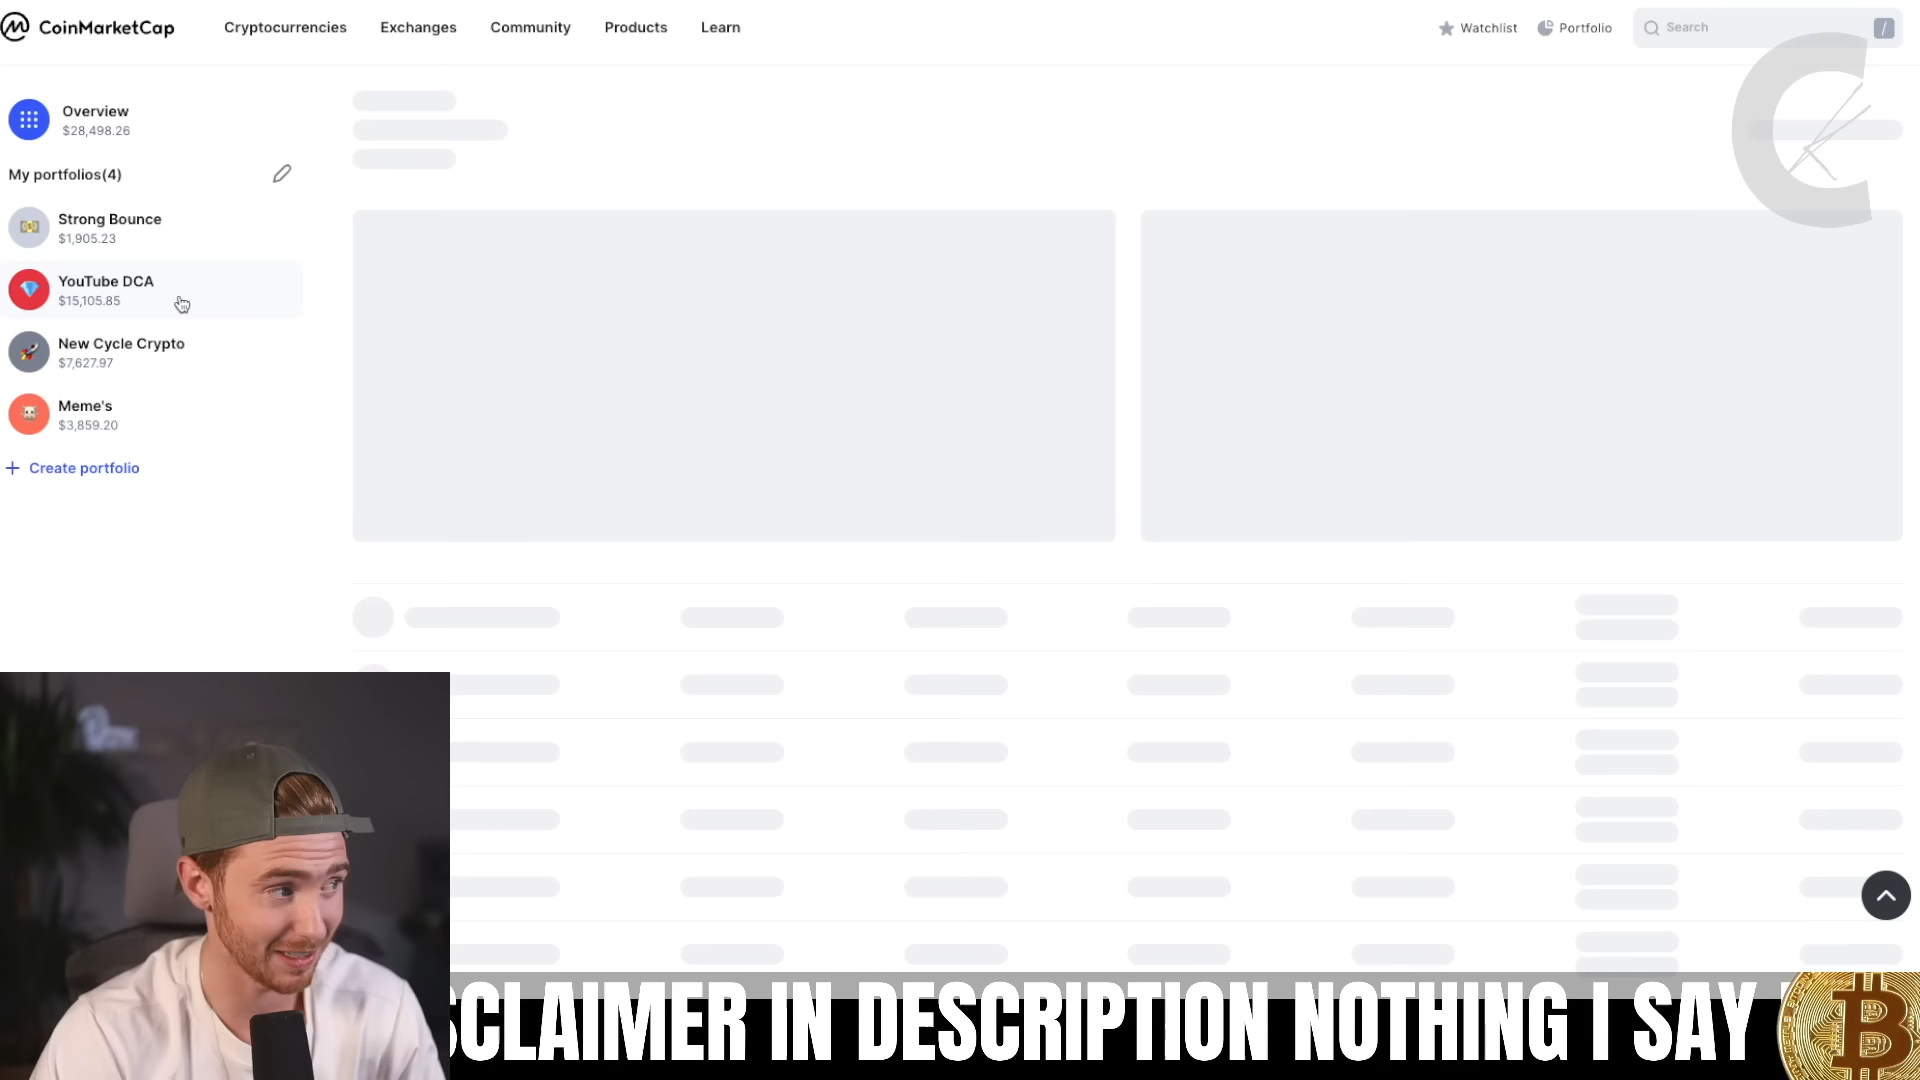 CoinMarketCap
Cryptocurrencies
Exchanges
Community
Products
Learn
Watchlist
Portfolio
Search
/
Overview
$28,498.26
My portfolios(4)
Strong Bounce
$1,905.23
YouTube DCA
$15,105.85
New Cycle Crypto
$7,627.97
Meme's
$3,859.20
+ Create portfolio
SCLAIMER IN DESCRIPTION NOTHING I SAY